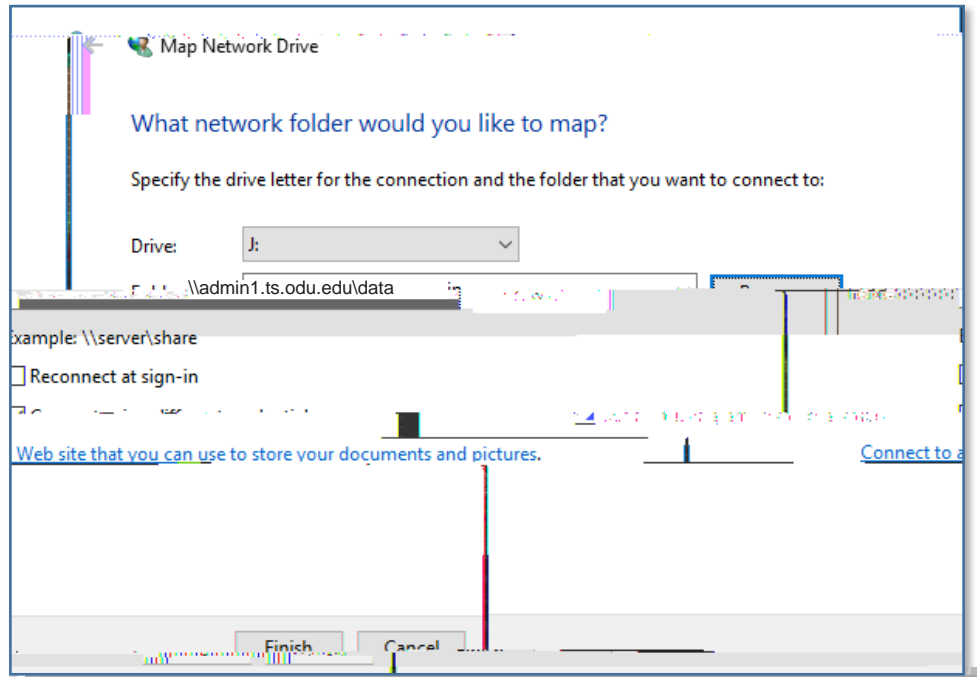 Map Network Drive
What network folder would you like to map?
Specify the drive letter for the connection and the folder that you want to connect to:
Drive: J:
\\admin1.ts.odu.edu\data
xample: \\server\share
Reconnect at sign-in
Web site that you can use to store your documents and pictures. Connect to a
Finish Cancel